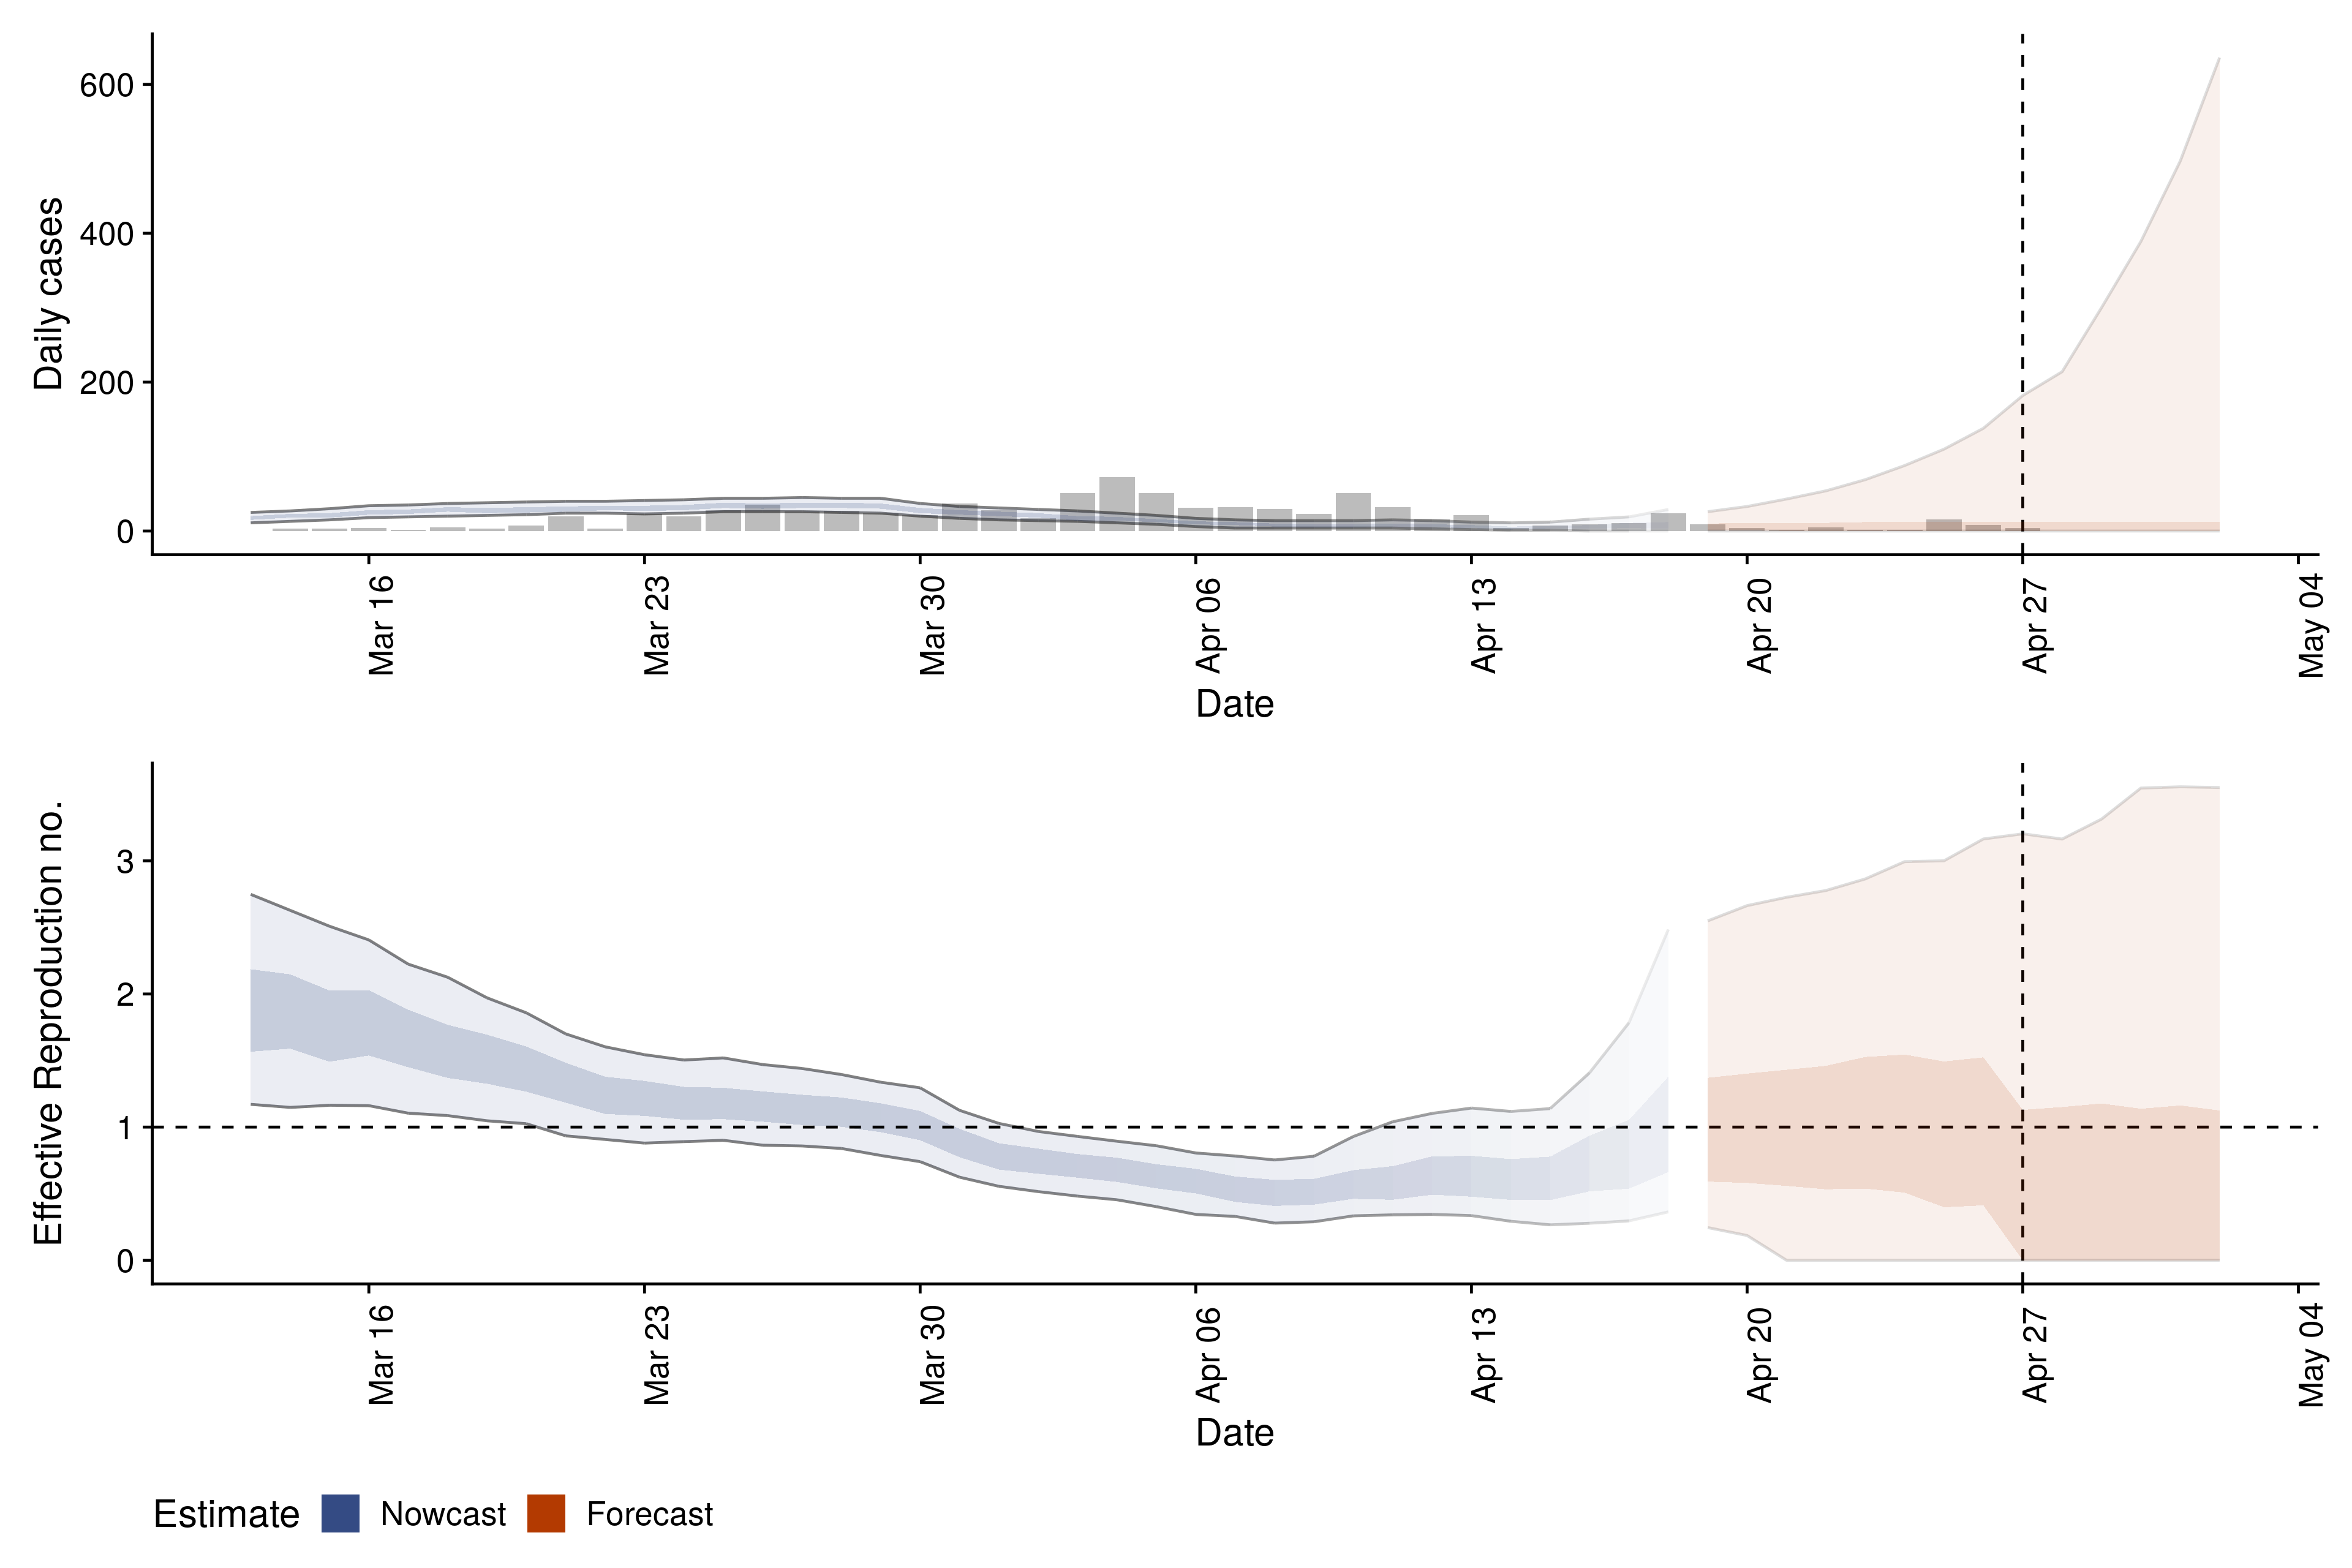 Daily cases
600
400
200
0
Mar 16
Mar 23
Mar 30
Apr 06
Apr 13
Apr 20
Apr 27
May 04
Date
Effective Reproduction no.
3
2
1
0
Mar 16
Mar 23
Mar 30
Apr 06
Apr 13
Apr 20
Apr 27
May 04
Date
Estimate Nowcast Forecast